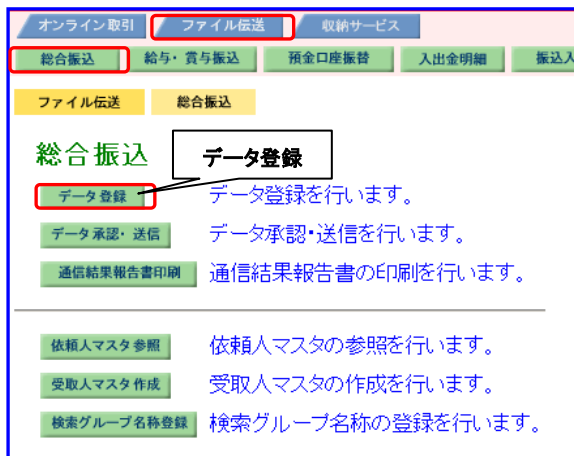 オンライン取引 ファイル伝送 収納サービス
総合振込 給与・賞与振込 預金口座振替 入出金明細 振込入
ファイル伝送 総合振込
総合振込 データ登録
データ登録 データ登録を行います。
データ承認・送信 データ承認・送信を行います。
通信結果報告書印刷 通信結果報告書の印刷を行います。
依頼人マスタ参照 依頼人マスタの参照を行います。
受取人マスタ作成 受取人マスタの作成を行います。
検索グループ名称登録 検索グループ名称の登録を行います。